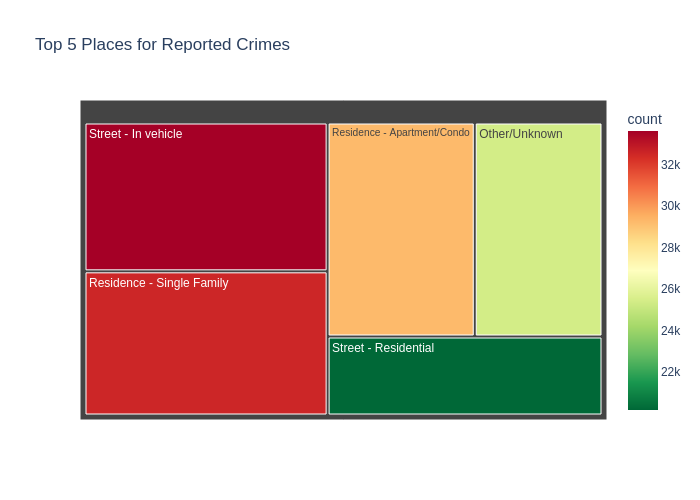 Top 5 Places for Reported Crimes
count
Street - In vehicle
Residence - Apartment/Condo
Other/Unknown
Residence - Single Family
Street - Residential
32k
30k
28k
26k
24k
22k